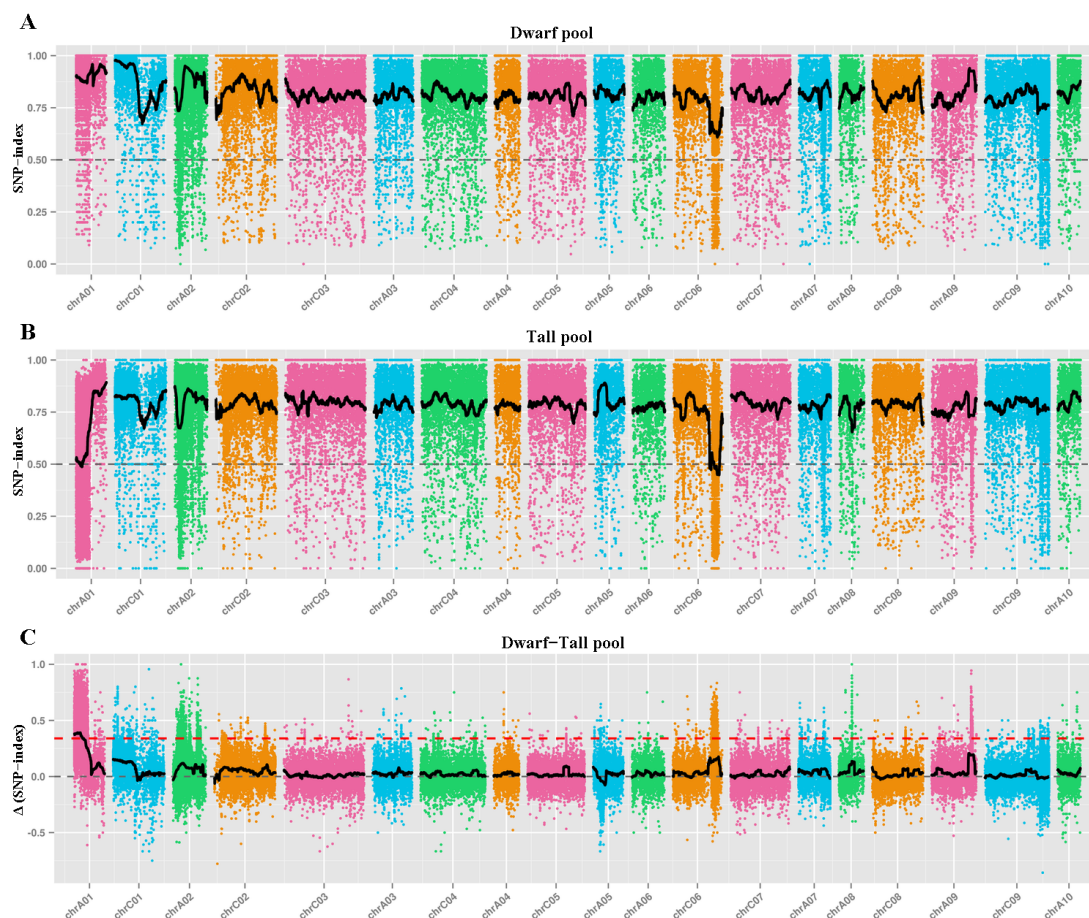 A
Dwarf pool
1.00
0.75
0.50
0.25
0.00
SNP−index
chrA01 chrC01 chrA02 chrC02 chrC03 chrA03 chrC04 chrA04 chrC05 chrA05 chrA06 chrC06 chrC07 chrA07 chrA08 chrC08 chrA09 chrC09 chrA10
B
Tall pool
1.00
0.75
0.50
0.25
0.00
SNP−index
chrA01 chrC01 chrA02 chrC02 chrC03 chrA03 chrC04 chrA04 chrC05 chrA05 chrA06 chrC06 chrC07 chrA07 chrA08 chrC08 chrA09 chrC09 chrA10
C
Dwarf−Tall pool
1.0
0.5
0.0
−0.5
Δ (SNP−index)
chrA01 chrC01 chrA02 chrC02 chrC03 chrA03 chrC04 chrA04 chrC05 chrA05 chrA06 chrC06 chrC07 chrA07 chrA08 chrC08 chrA09 chrC09 chrA10